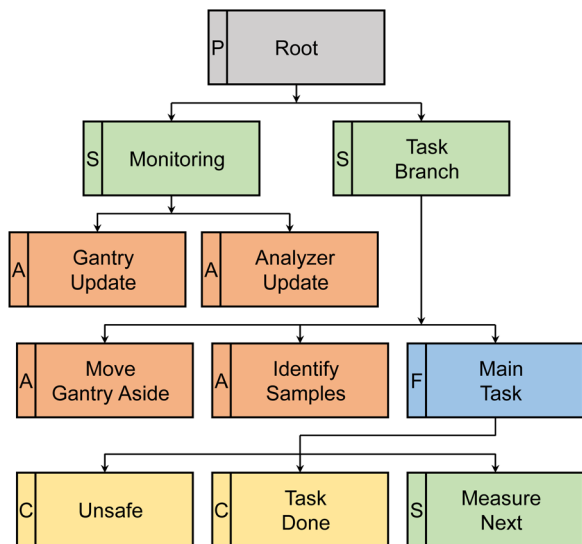 P
Root
S
Monitoring
S
Task
Branch
A
Gantry
Update
A
Analyzer
Update
A
Move
Gantry Aside
A
Identify
Samples
F
Main
Task
C
Unsafe
C
Task
Done
S
Measure
Next